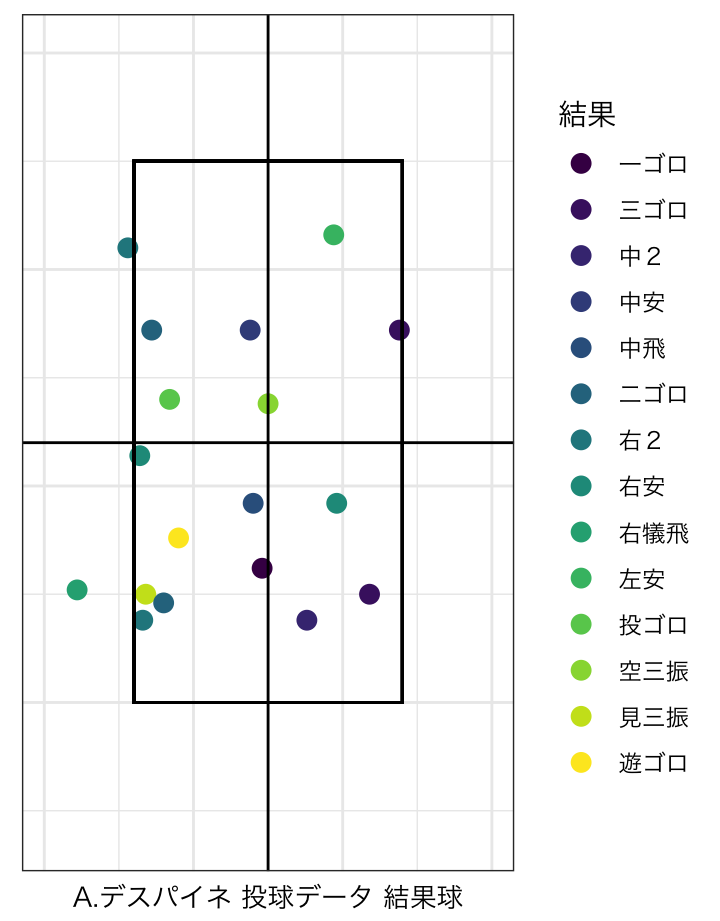 結果
一ゴロ
三ゴロ
中２
中安
中飛
二ゴロ
右２
右安
右犠飛
左安
投ゴロ
空三振
見三振
遊ゴロ
A.デスパイネ 投球データ 結果球